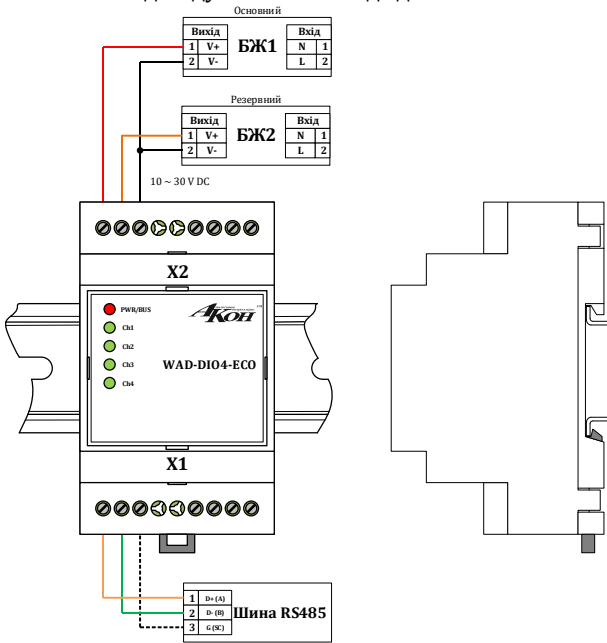 Основний
Вихід
Вхід
1 V+
БЖ1
N 1
2 V-
L 2
Резервний
Вихід
Вхід
1 V+
БЖ2
N 1
2 V-
L 2
10 ~ 30 V DC
X2
PWR/BUS
АКОН
Ch1
Ch2
Ch3
WAD-DIO4-ECO
Ch4
X1
1 D+ (A)
2 D- (B)
Шина RS485
3 G (SC)